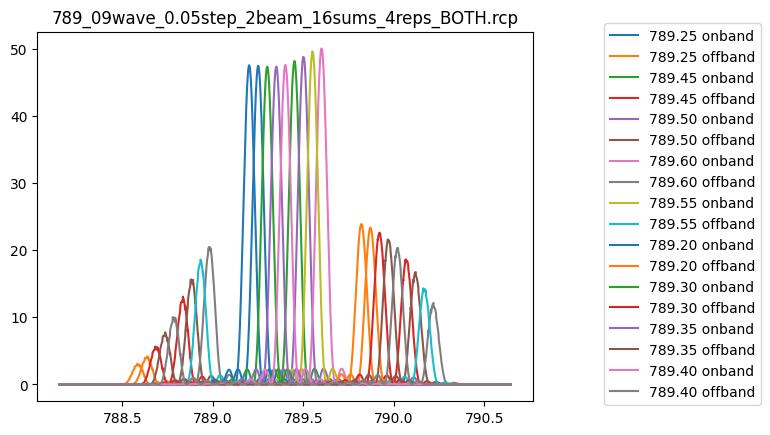 789_09wave_0.05step_2beam_16sums_4reps_BOTH.rcp
50
40
30
20
10
0
788.5 789.0 789.5 790.0 790.5
789.25 onband
789.25 offband
789.45 onband
789.45 offband
789.50 onband
789.50 offband
789.60 onband
789.60 offband
789.55 onband
789.55 offband
789.20 onband
789.20 offband
789.30 onband
789.30 offband
789.35 onband
789.35 offband
789.40 onband
789.40 offband